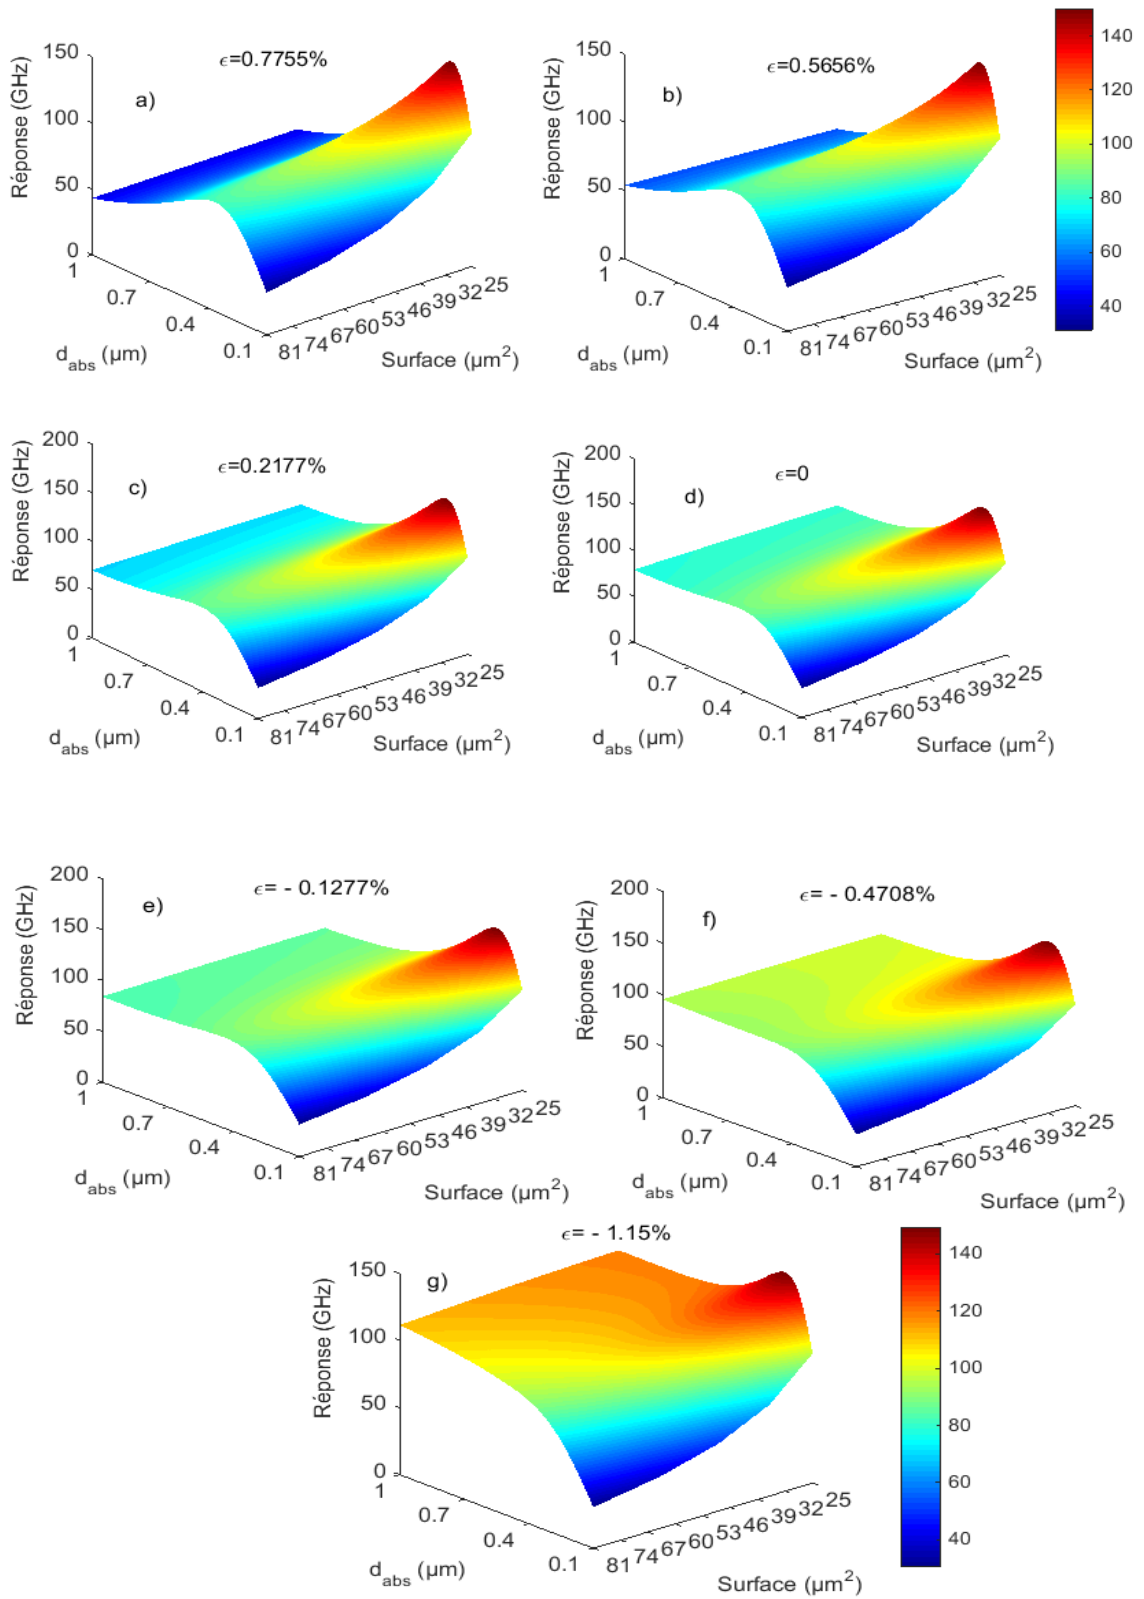 ϵ=0.7755%
a)
Réponse (GHz)
150
100
50
0
1
0.7
0.4
0.1
d_abs (µm)
81 74 67 60 53 46 39 32 25
Surface (µm²)
ϵ=0.5656%
b)
Réponse (GHz)
150
100
50
0
1
0.7
0.4
0.1
d_abs (µm)
81 74 67 60 53 46 39 32 25
Surface (µm²)
140
120
100
80
60
40
ϵ=0.2177%
c)
Réponse (GHz)
200
150
100
50
0
1
0.7
0.4
0.1
d_abs (µm)
81 74 67 60 53 46 39 32 25
Surface (µm²)
ϵ=0
d)
Réponse (GHz)
200
150
100
50
0
1
0.7
0.4
0.1
d_abs (µm)
81 74 67 60 53 46 39 32 25
Surface (µm²)
ϵ= - 0.1277%
e)
Réponse (GHz)
200
150
100
50
0
1
0.7
0.4
0.1
d_abs (µm)
81 74 67 60 53 46 39 32 25
Surface (µm²)
ϵ= - 0.4708%
f)
Réponse (GHz)
200
150
100
50
0
1
0.7
0.4
0.1
d_abs (µm)
81 74 67 60 53 46 39 32 25
Surface (µm²)
ϵ= - 1.15%
g)
Réponse (GHz)
150
100
50
0
1
0.7
0.4
0.1
d_abs (µm)
81 74 67 60 53 46 39 32 25
Surface (µm²)
140
120
100
80
60
40